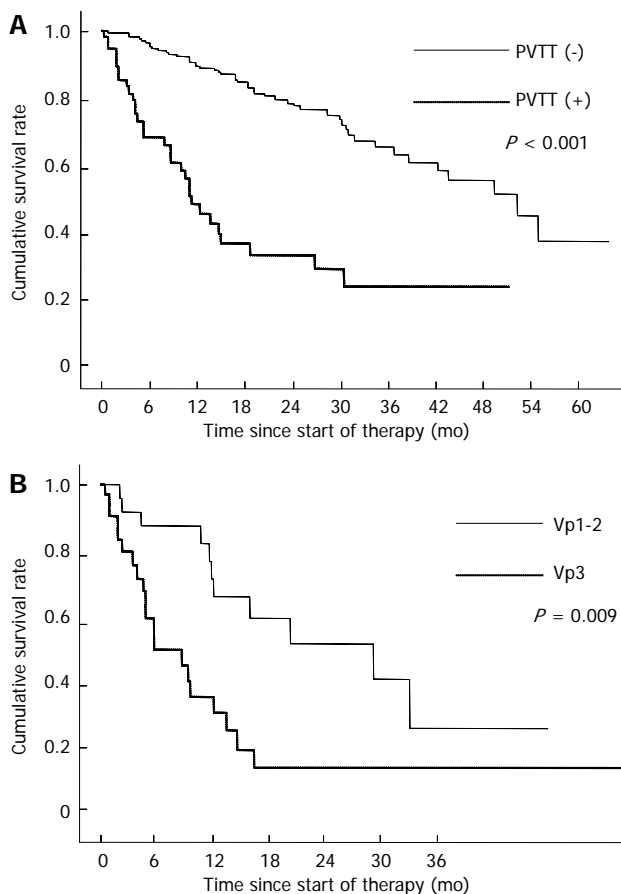 A
1.0
0.8
0.6
0.4
0.2
0
Cumulative survival rate
PVTT (-)
PVTT (+)
P < 0.001
0 6 12 18 24 30 36 42 48 54 60
Time since start of therapy (mo)
B
1.0
0.8
0.6
0.4
0.2
0
Cumulative survival rate
Vp1-2
Vp3
P = 0.009
0 6 12 18 24 30 36
Time since start of therapy (mo)